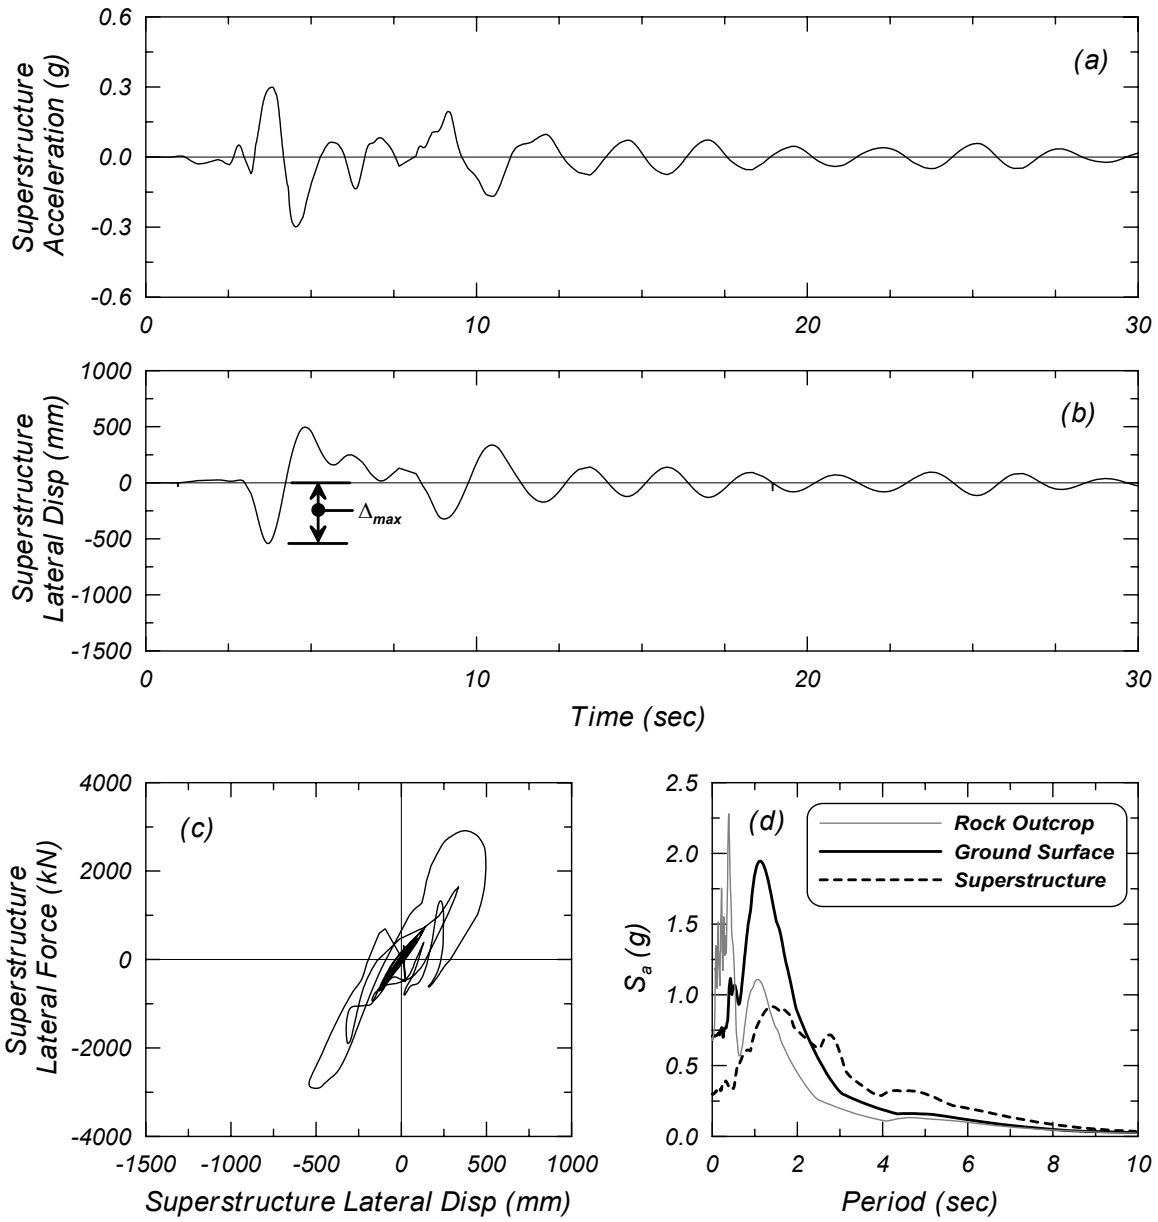 0.6
0.3
0.0
-0.3
-0.6
Superstructure
Acceleration (g)
(a)
0 10 20 30
1000
500
0
-500
-1000
-1500
Superstructure
Lateral Disp (mm)
(b)
Δmax
0 10 20 30
Time (sec)
4000
2000
0
-2000
-4000
Superstructure
Lateral Force (kN)
(c)
-1500 -1000 -500 0 500 1000
Superstructure Lateral Disp (mm)
2.5
2.0
1.5
1.0
0.5
0.0
Sa (g)
(d)
Rock Outcrop
Ground Surface
Superstructure
0 2 4 6 8 10
Period (sec)